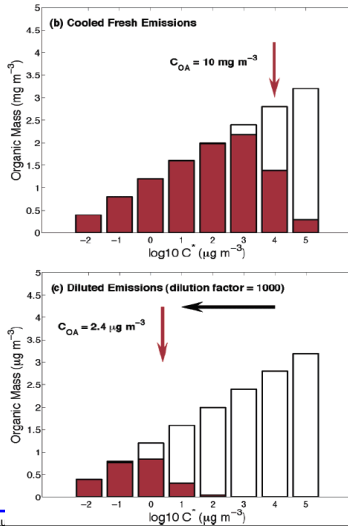 (b) Cooled Fresh Emissions
C_OA = 10 mg m⁻³
Organic Mass (mg m⁻³)
5
4.5
4
3.5
3
2.5
2
1.5
1
0.5
0
−2 −1 0 1 2 3 4 5
log10 C* (μg m⁻³)
(c) Diluted Emissions (dilution factor = 1000)
C_OA = 2.4 μg m⁻³
Organic Mass (μg m⁻³)
5
4.5
4
3.5
3
2.5
2
1.5
1
0.5
0
−2 −1 0 1 2 3 4 5
log10 C* (μg m⁻³)